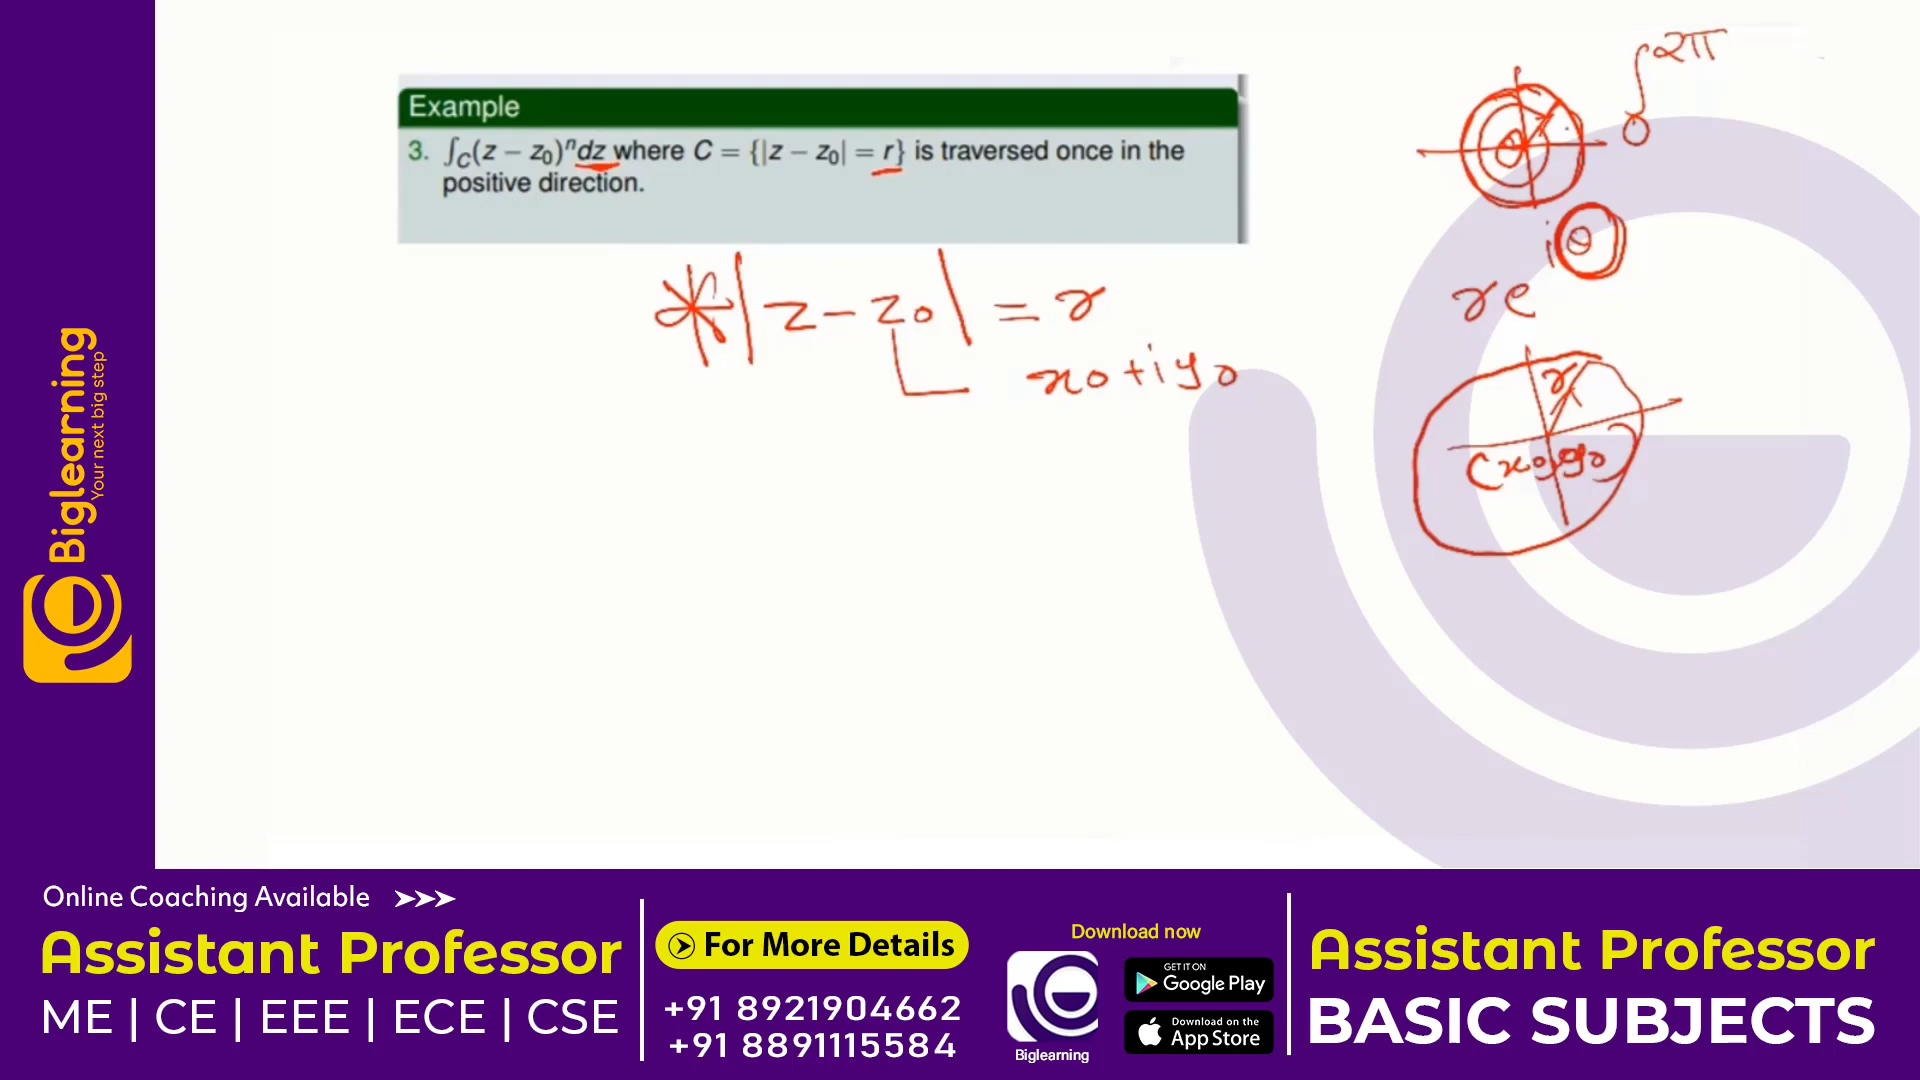 Example
3. ∫C(z − z₀)ⁿdz where C = {|z − z₀| = r} is traversed once in the
positive direction.
* |z − z₀| = r
x₀+iy₀
∫₀ 2π
re iθ
r
(x₀, y₀)
Biglearning
Your next big step
Online Coaching Available
Assistant Professor
ME | CE | EEE | ECE | CSE
For More Details
+91 8921904662
+91 8891115584
Download now
Biglearning
GET IT ON
Google Play
Download on the
App Store
Assistant Professor
BASIC SUBJECTS